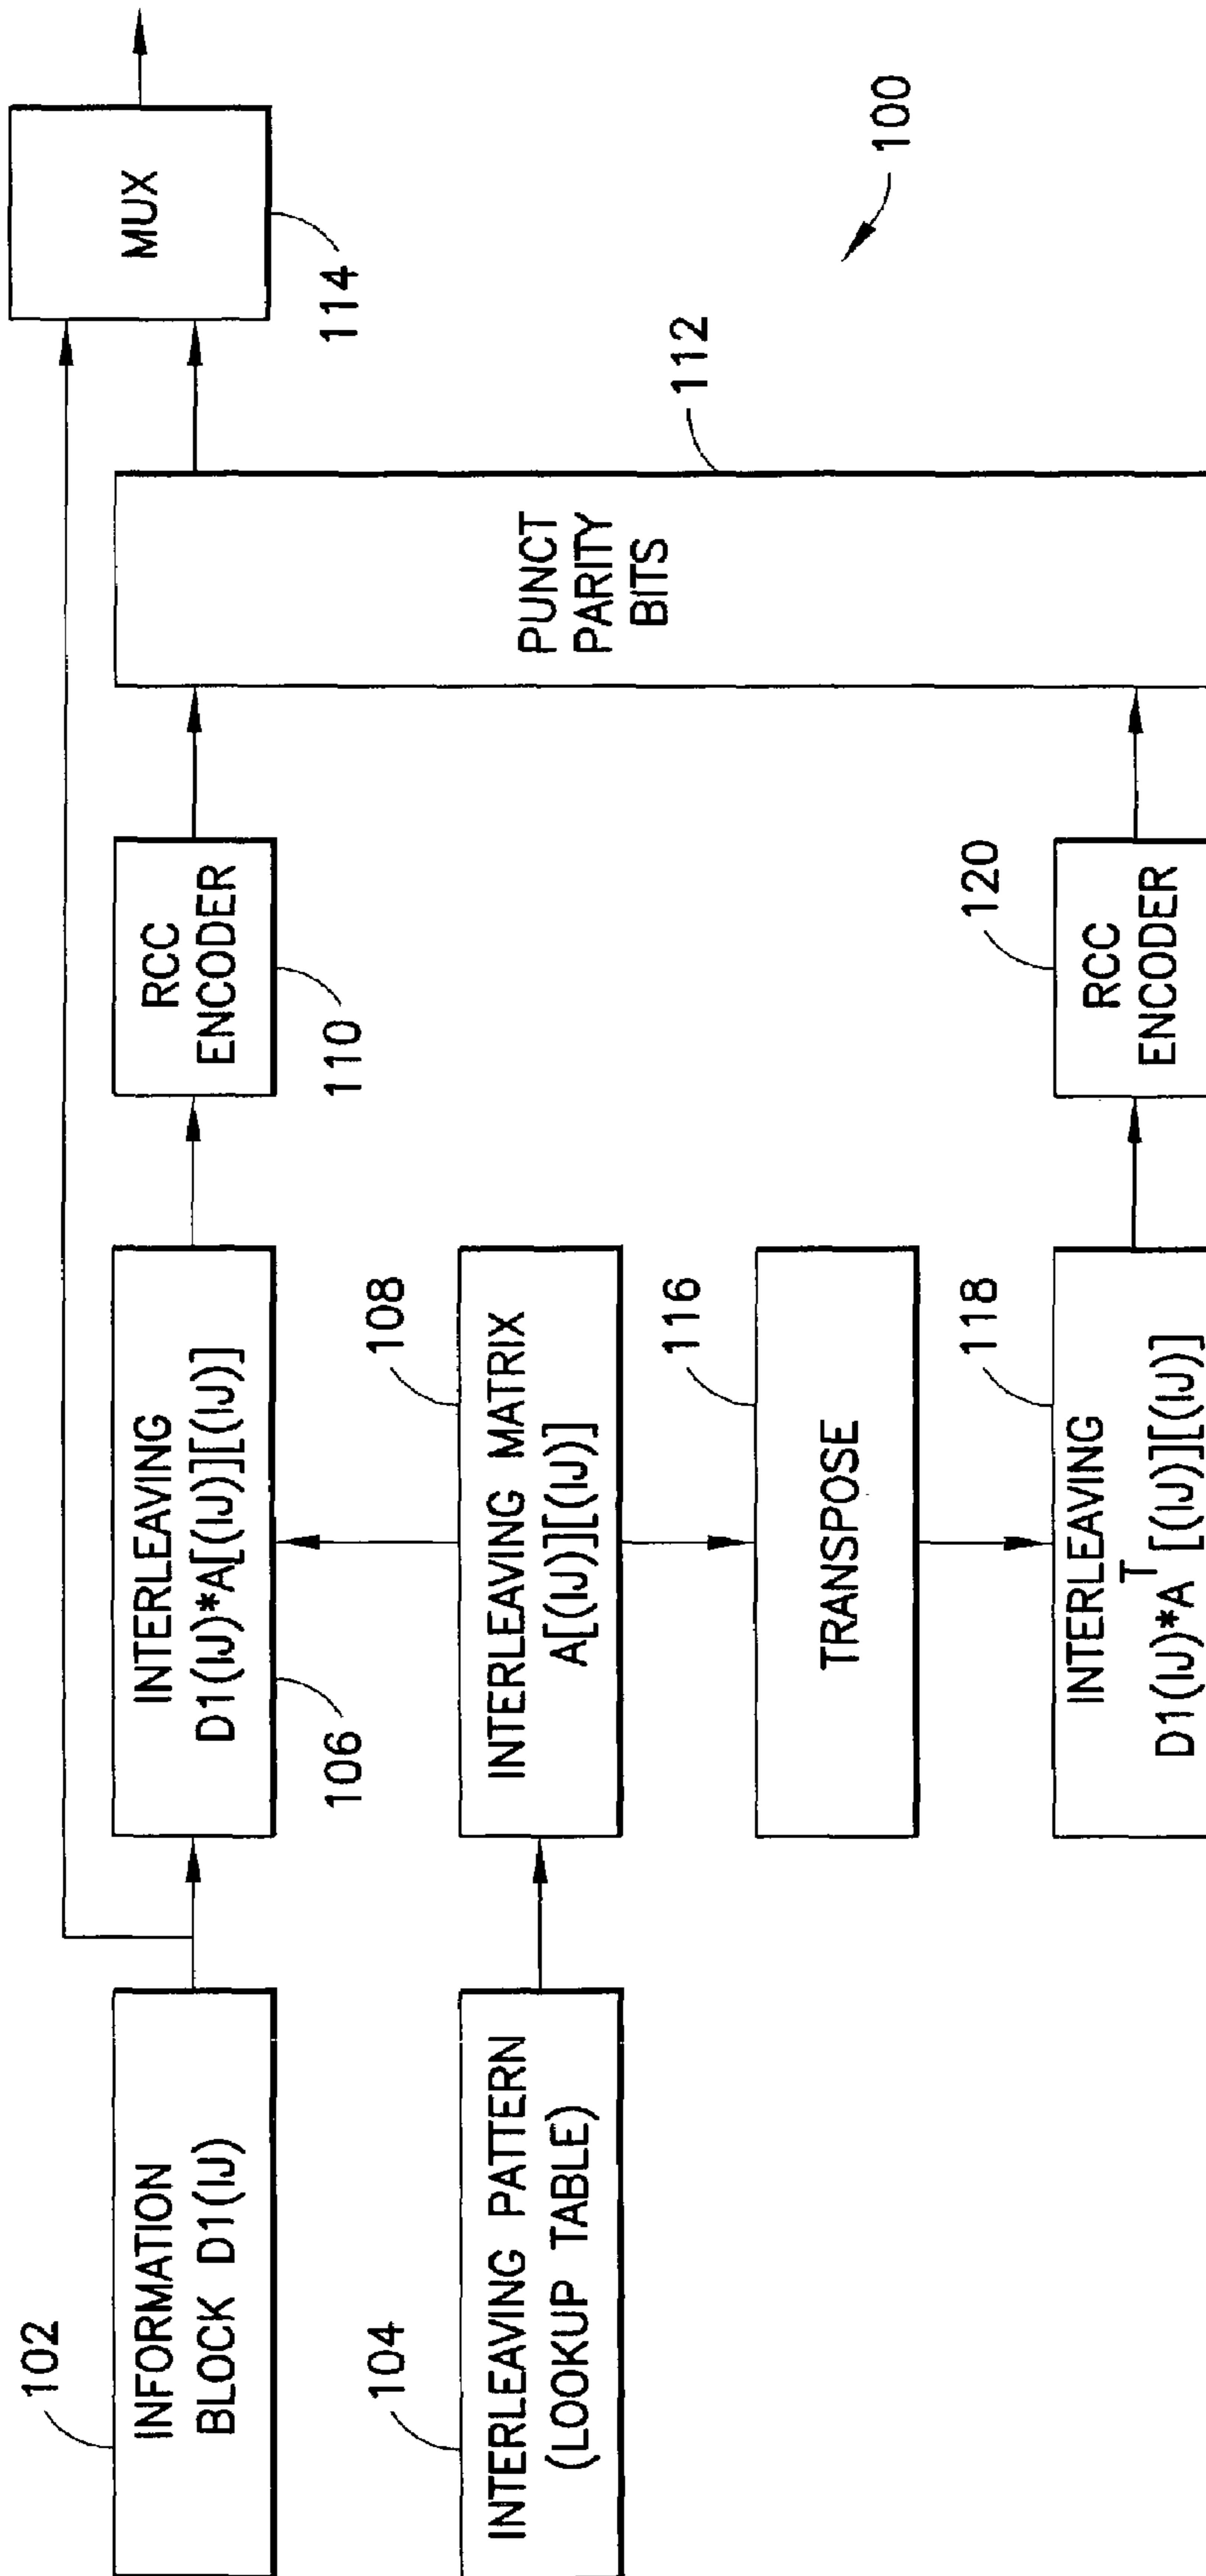 102
INFORMATION
BLOCK D1(IJ)
104
INTERLEAVING PATTERN
(LOOKUP TABLE)
INTERLEAVING
D1(IJ)*A[(IJ)][(IJ)]
106
108
INTERLEAVING MATRIX
A[(IJ)][(IJ)]
116
TRANSPOSE
118
INTERLEAVING
T
D1(IJ)*A [(IJ)][(IJ)]
RCC
ENCODER
110
120
RCC
ENCODER
112
PUNCT
PARITY
BITS
MUX
114
100